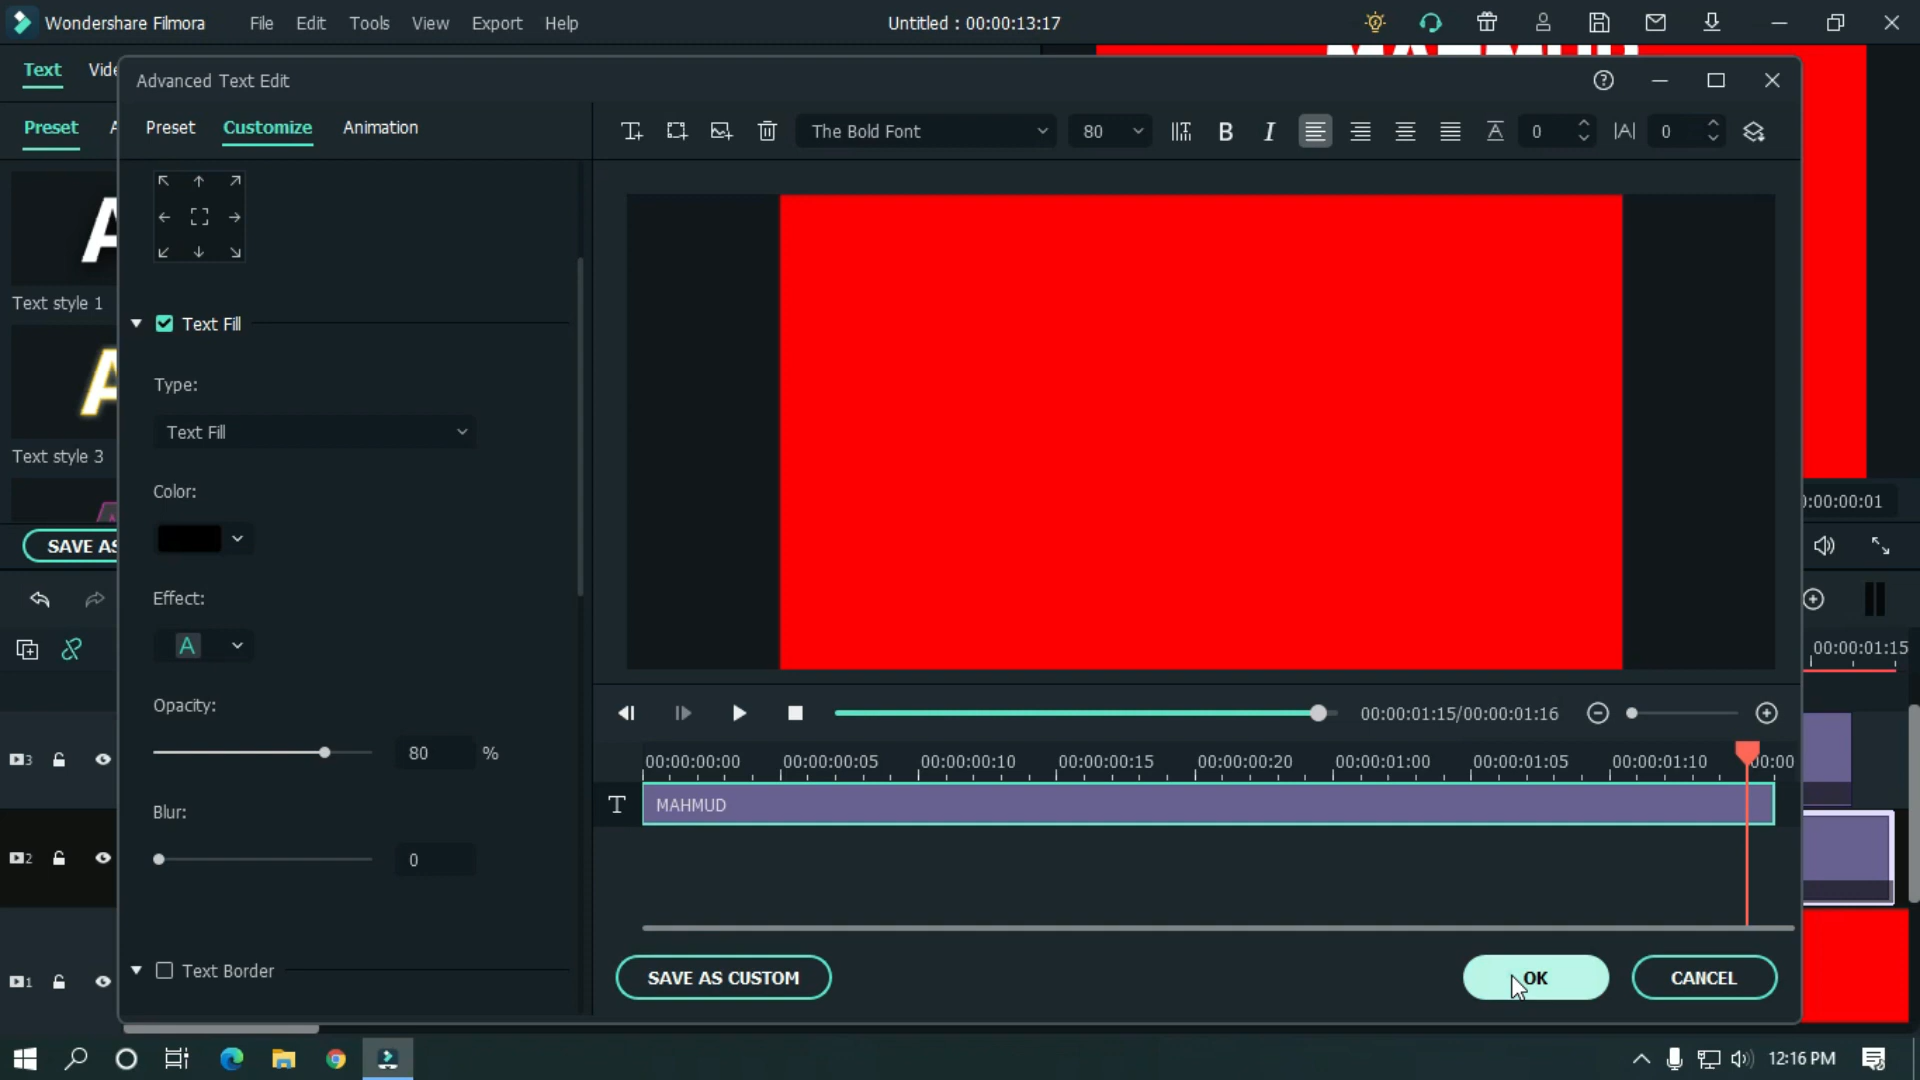 Wondershare Filmora File Edit Tools View Export Help Untitled : 00:00:13:17
Text
Advanced Text Edit
Preset
Preset Customize Animation
The Bold Font 80 B I 0 0
Text style 1
Text Fill
Type:
Text Fill
Text style 3
Color:
SAVE AS
Effect:
A
Opacity:
80 %
00:00:01:15/00:00:01:16
00:00:00:00 00:00:00:05 00:00:00:10 00:00:00:15 00:00:00:20 00:00:01:00 00:00:01:05 00:00:01:10
00:00:01:15
T MAHMUD
3
Blur:
0
2
Text Border
1
SAVE AS CUSTOM OK CANCEL
12:16 PM